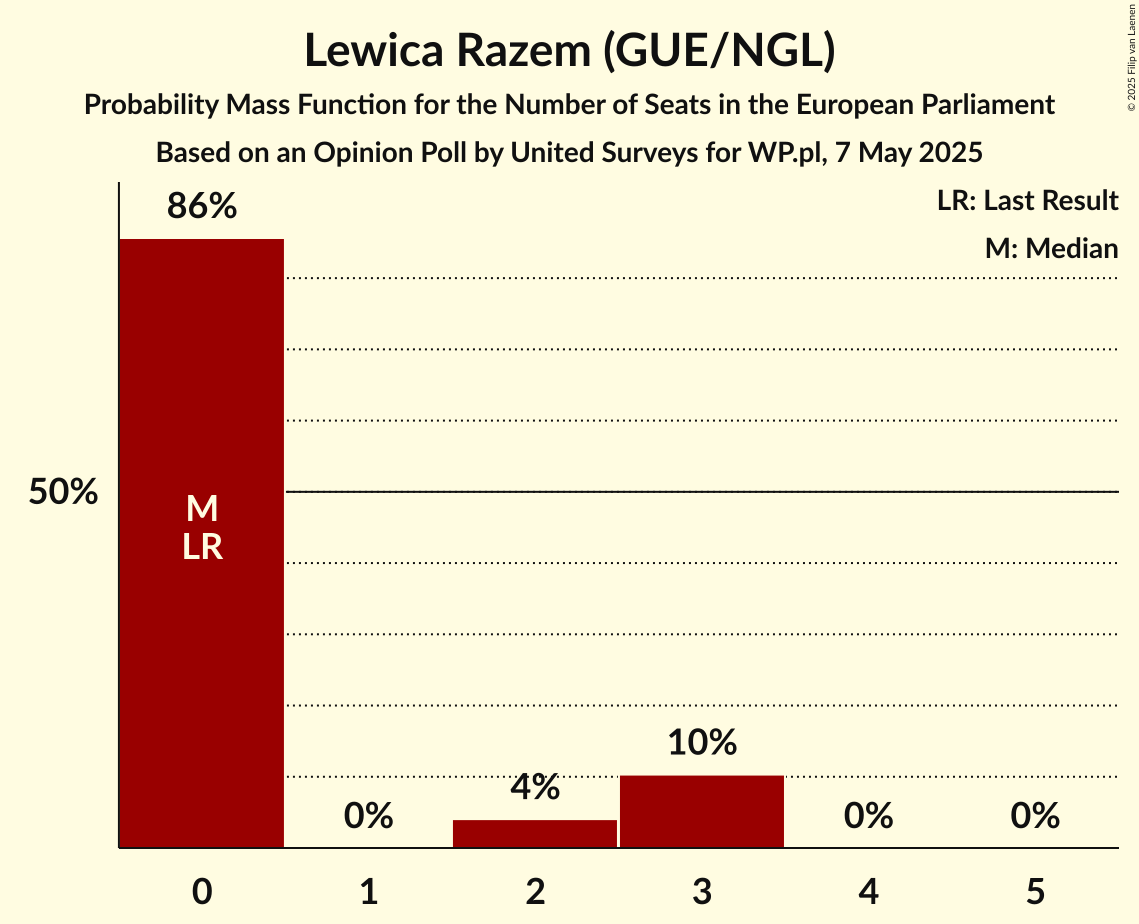 Lewica Razem (GUE/NGL)
Probability Mass Function for the Number of Seats in the European Parliament
Based on an Opinion Poll by United Surveys for WP.pl, 7 May 2025
© 2025 Filip van Laenen
LR: Last Result
M: Median
86%
50%
M
LR
0%
4%
10%
0%
0%
0
1
2
3
4
5